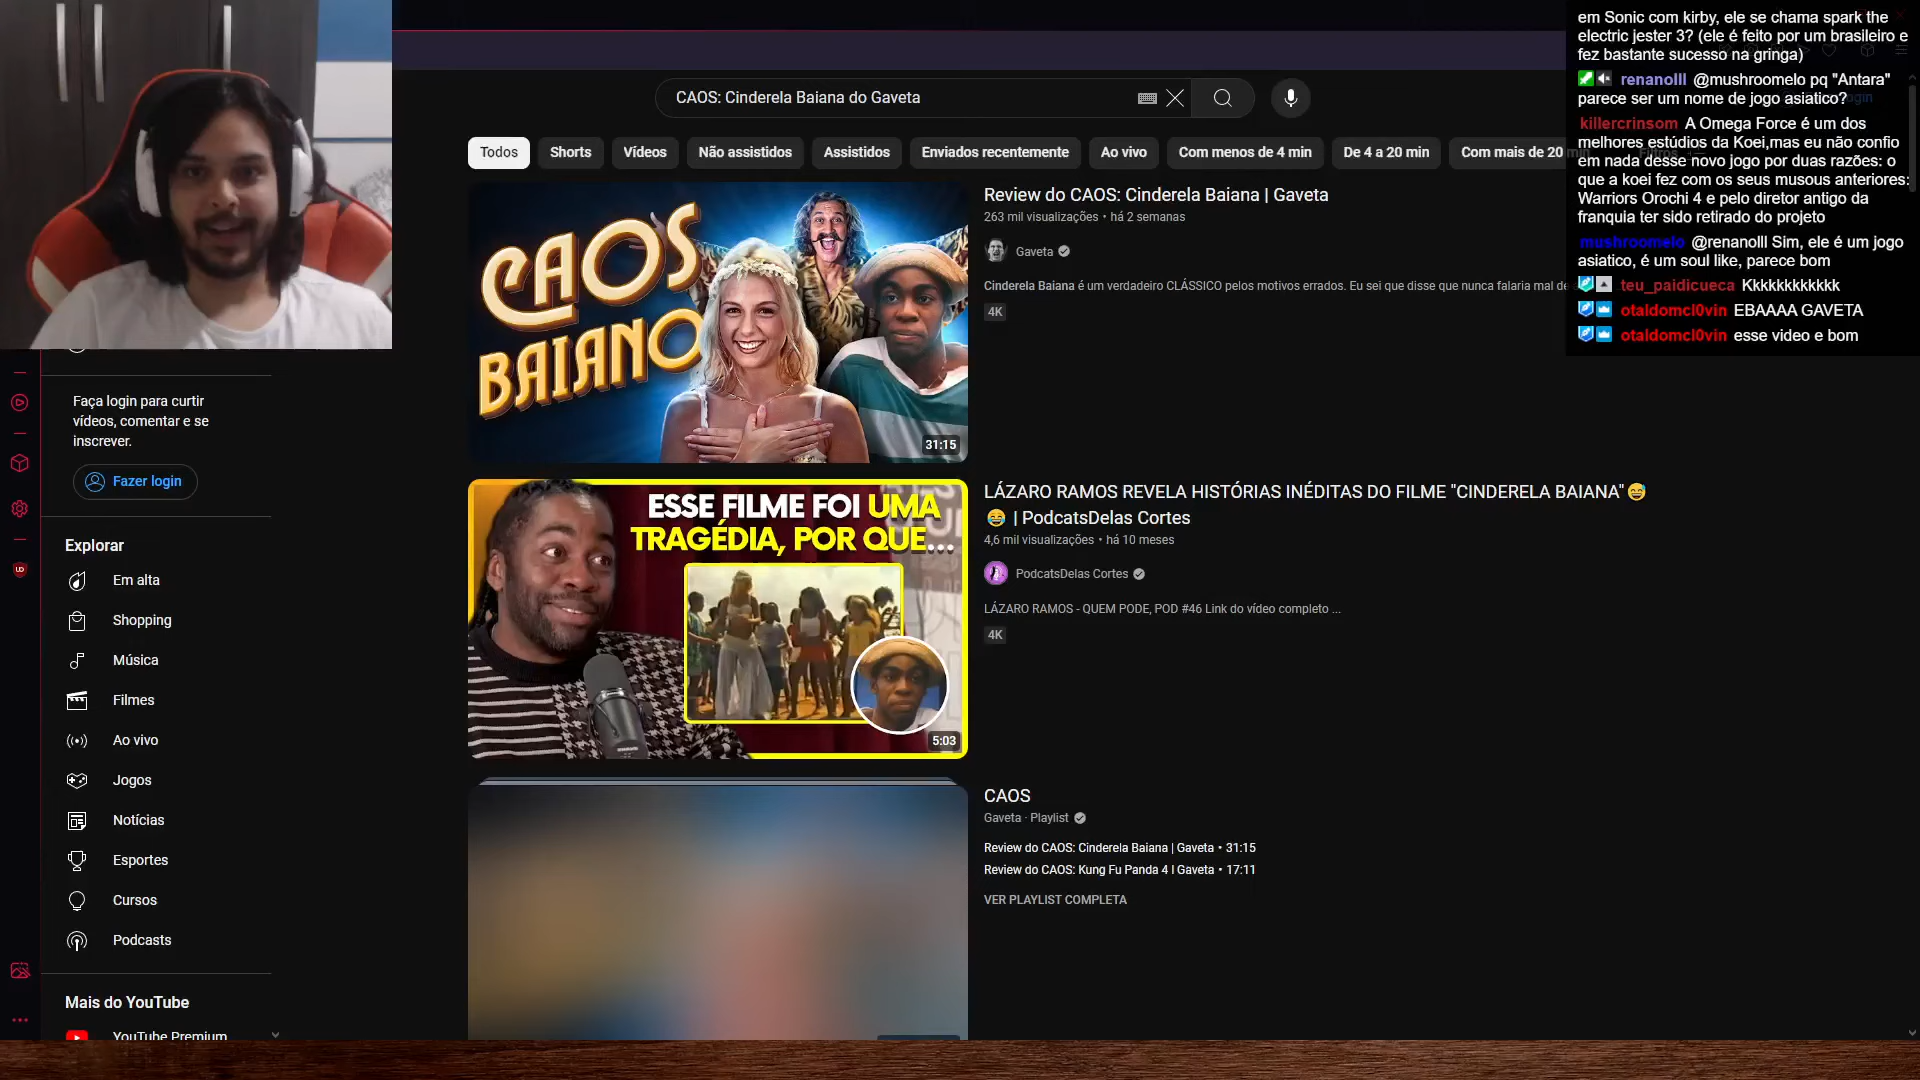 CAOS: Cinderela Baiana do Gaveta
Todos
Shorts
Vídeos
Não assistidos
Assistidos
Enviados recentemente
Ao vivo
Com menos de 4 min
De 4 a 20 min
Com mais de 20 min
Filtros
CAOS
BAIANO
31:15
Review do CAOS: Cinderela Baiana | Gaveta
263 mil visualizações • há 2 semanas
Gaveta
Cinderela Baiana é um verdadeiro CLÁSSICO pelos motivos errados. Eu sei que disse que nunca falaria mal de
4K
ESSE FILME FOI UMA
TRAGÉDIA, POR QUE...
5:03
LÁZARO RAMOS REVELA HISTÓRIAS INÉDITAS DO FILME "CINDERELA BAIANA"😅
😂 | PodcatsDelas Cortes
4,6 mil visualizações • há 10 meses
PodcatsDelas Cortes
LÁZARO RAMOS - QUEM PODE, POD #46 Link do vídeo completo ...
4K
CAOS
Gaveta · Playlist
Review do CAOS: Cinderela Baiana | Gaveta • 31:15
Review do CAOS: Kung Fu Panda 4 I Gaveta • 17:11
VER PLAYLIST COMPLETA
Faça login para curtir
vídeos, comentar e se
inscrever.
Fazer login
Explorar
Em alta
Shopping
Música
Filmes
Ao vivo
Jogos
Notícias
Esportes
Cursos
Podcasts
Mais do YouTube
YouTube Premium
em Sonic com kirby, ele se chama spark the
electric jester 3? (ele é feito por um brasileiro e
fez bastante sucesso na gringa)
renanolll @mushroomelo pq "Antara"
parece ser um nome de jogo asiatico?
killercrinsom A Omega Force é um dos
melhores estúdios da Koei,mas eu não confio
em nada desse novo jogo por duas razões: o
que a koei fez com os seus musous anteriores:
Warriors Orochi 4 e pelo diretor antigo da
franquia ter sido retirado do projeto
mushroomelo @renanolll Sim, ele é um jogo
asiatico, é um soul like, parece bom
teu_paidicueca Kkkkkkkkkkk
otaldomcl0vin EBAAAA GAVETA
otaldomcl0vin esse video e bom